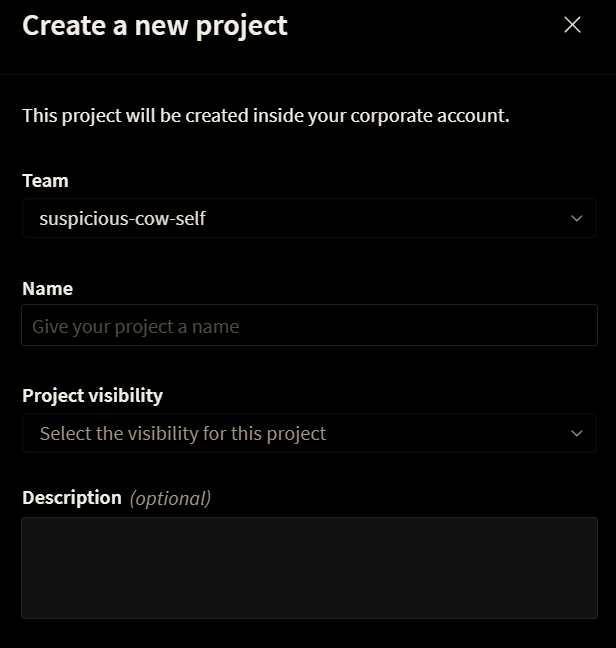 Create a new project
This project will be created inside your corporate account.
Team
suspicious-cow-self
Name
Give your project a name
Project visibility
Select the visibility for this project
Description (optional)